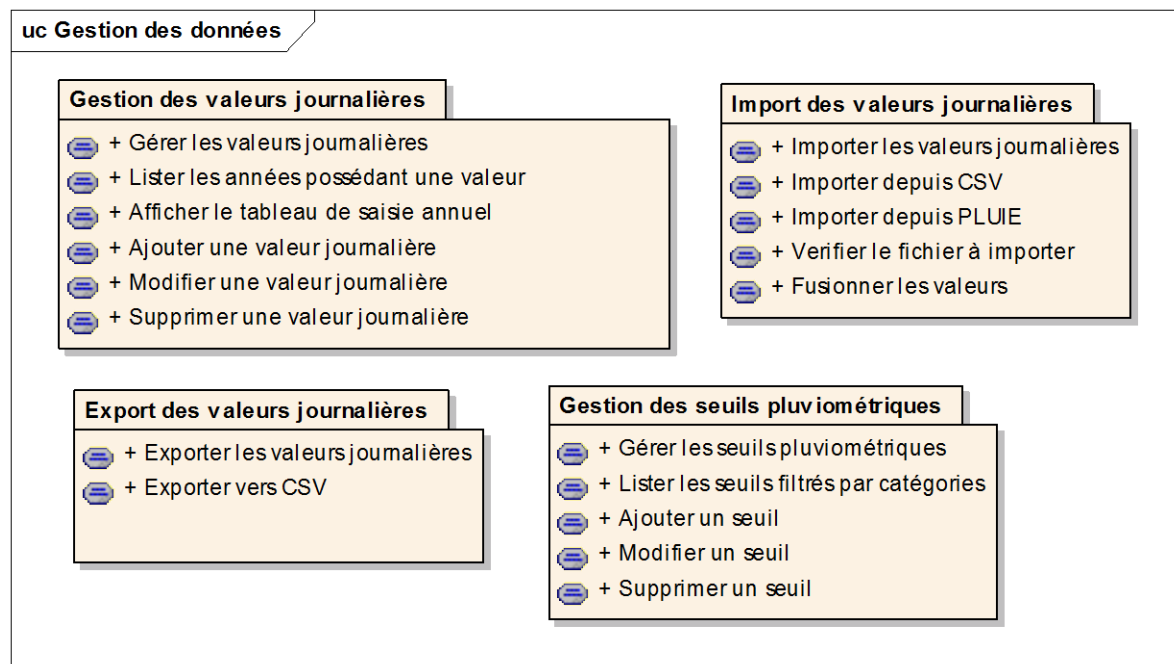 uc Gestion des données
Gestion des valeurs journalières
+ Gérer les valeurs journalières
+ Lister les années possédant une valeur
+ Afficher le tableau de saisie annuel
+ Ajouter une valeur journalière
+ Modifier une valeur journalière
+ Supprimer une valeur journalière
Import des valeurs journalières
+ Importer les valeurs journalières
+ Importer depuis CSV
+ Importer depuis PLUIE
+ Verifier le fichier à importer
+ Fusionner les valeurs
Export des valeurs journalières
+ Exporter les valeurs journalières
+ Exporter vers CSV
Gestion des seuils pluviométriques
+ Gérer les seuils pluviométriques
+ Lister les seuils filtrés par catégories
+ Ajouter un seuil
+ Modifier un seuil
+ Supprimer un seuil